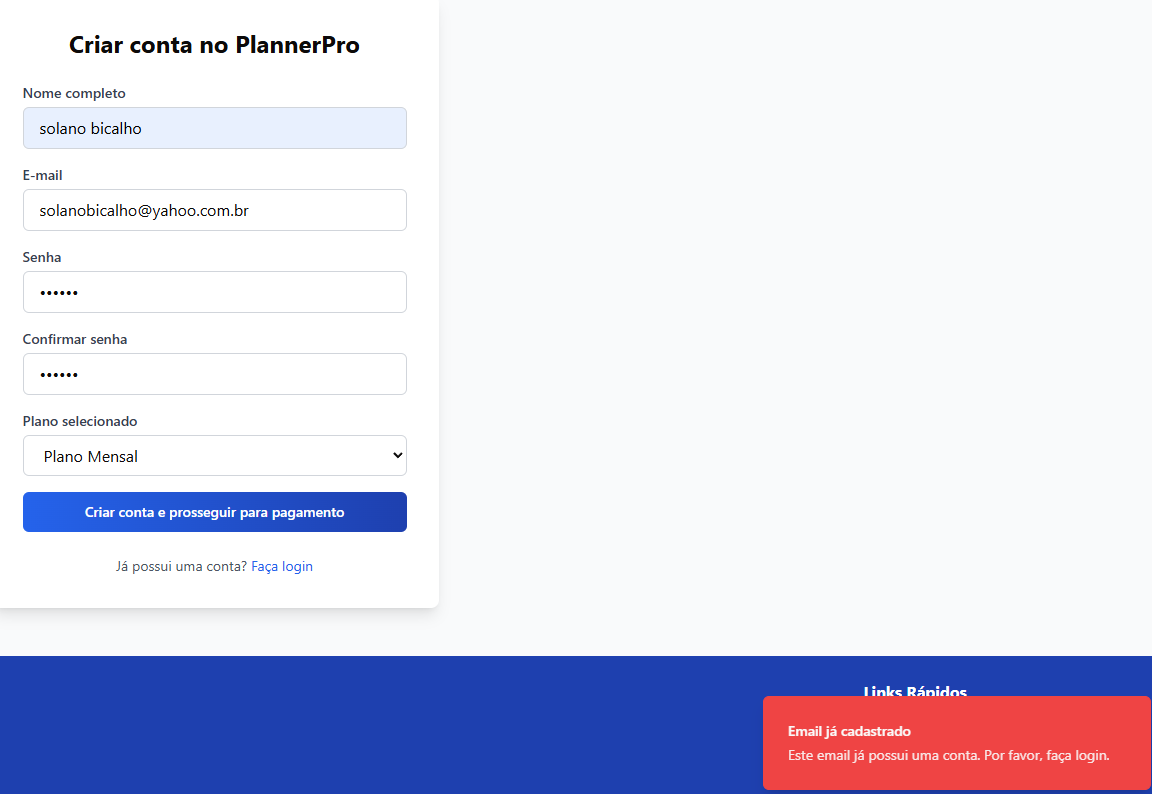 Criar conta no PlannerPro
Nome completo
solano bicalho
E-mail
solanobicalho@yahoo.com.br
Senha
••••••
Confirmar senha
••••••
Plano selecionado
Plano Mensal
Criar conta e prosseguir para pagamento
Já possui uma conta? Faça login
Links Rápidos
Email já cadastrado
Este email já possui uma conta. Por favor, faça login.